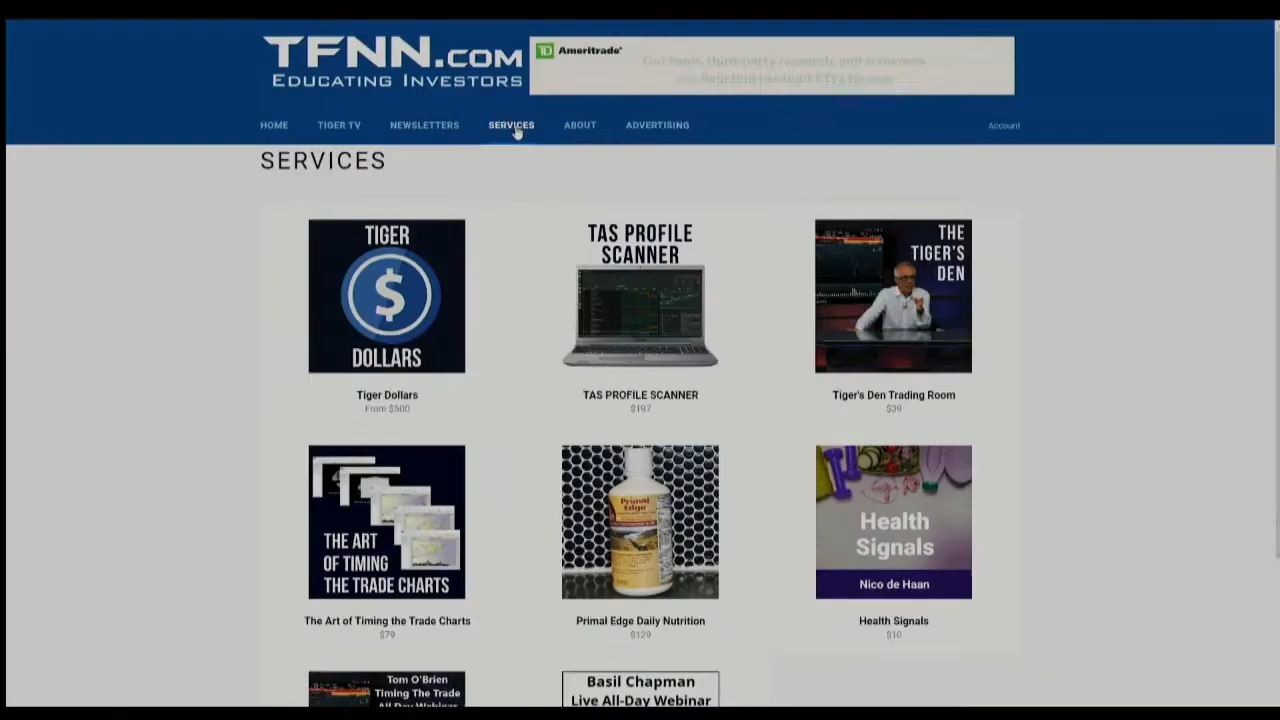 TFNN.COM
EDUCATING INVESTORS
TD Ameritrade
HOME TIGER TV NEWSLETTERS SERVICES ABOUT ADVERTISING Account
SERVICES
TIGER
$
DOLLARS
Tiger Dollars
From $500
TAS PROFILE
SCANNER
TAS PROFILE SCANNER
$197
THE
TIGER'S
DEN
Tiger's Den Trading Room
$39
THE ART
OF TIMING
THE TRADE CHARTS
The Art of Timing the Trade Charts
$79
Primal
Edge
Primal Edge Daily Nutrition
$129
Health
Signals
Nico de Haan
Health Signals
$10
Tom O'Brien
Timing The Trade
All Day Webinar
Basil Chapman
Live All-Day Webinar